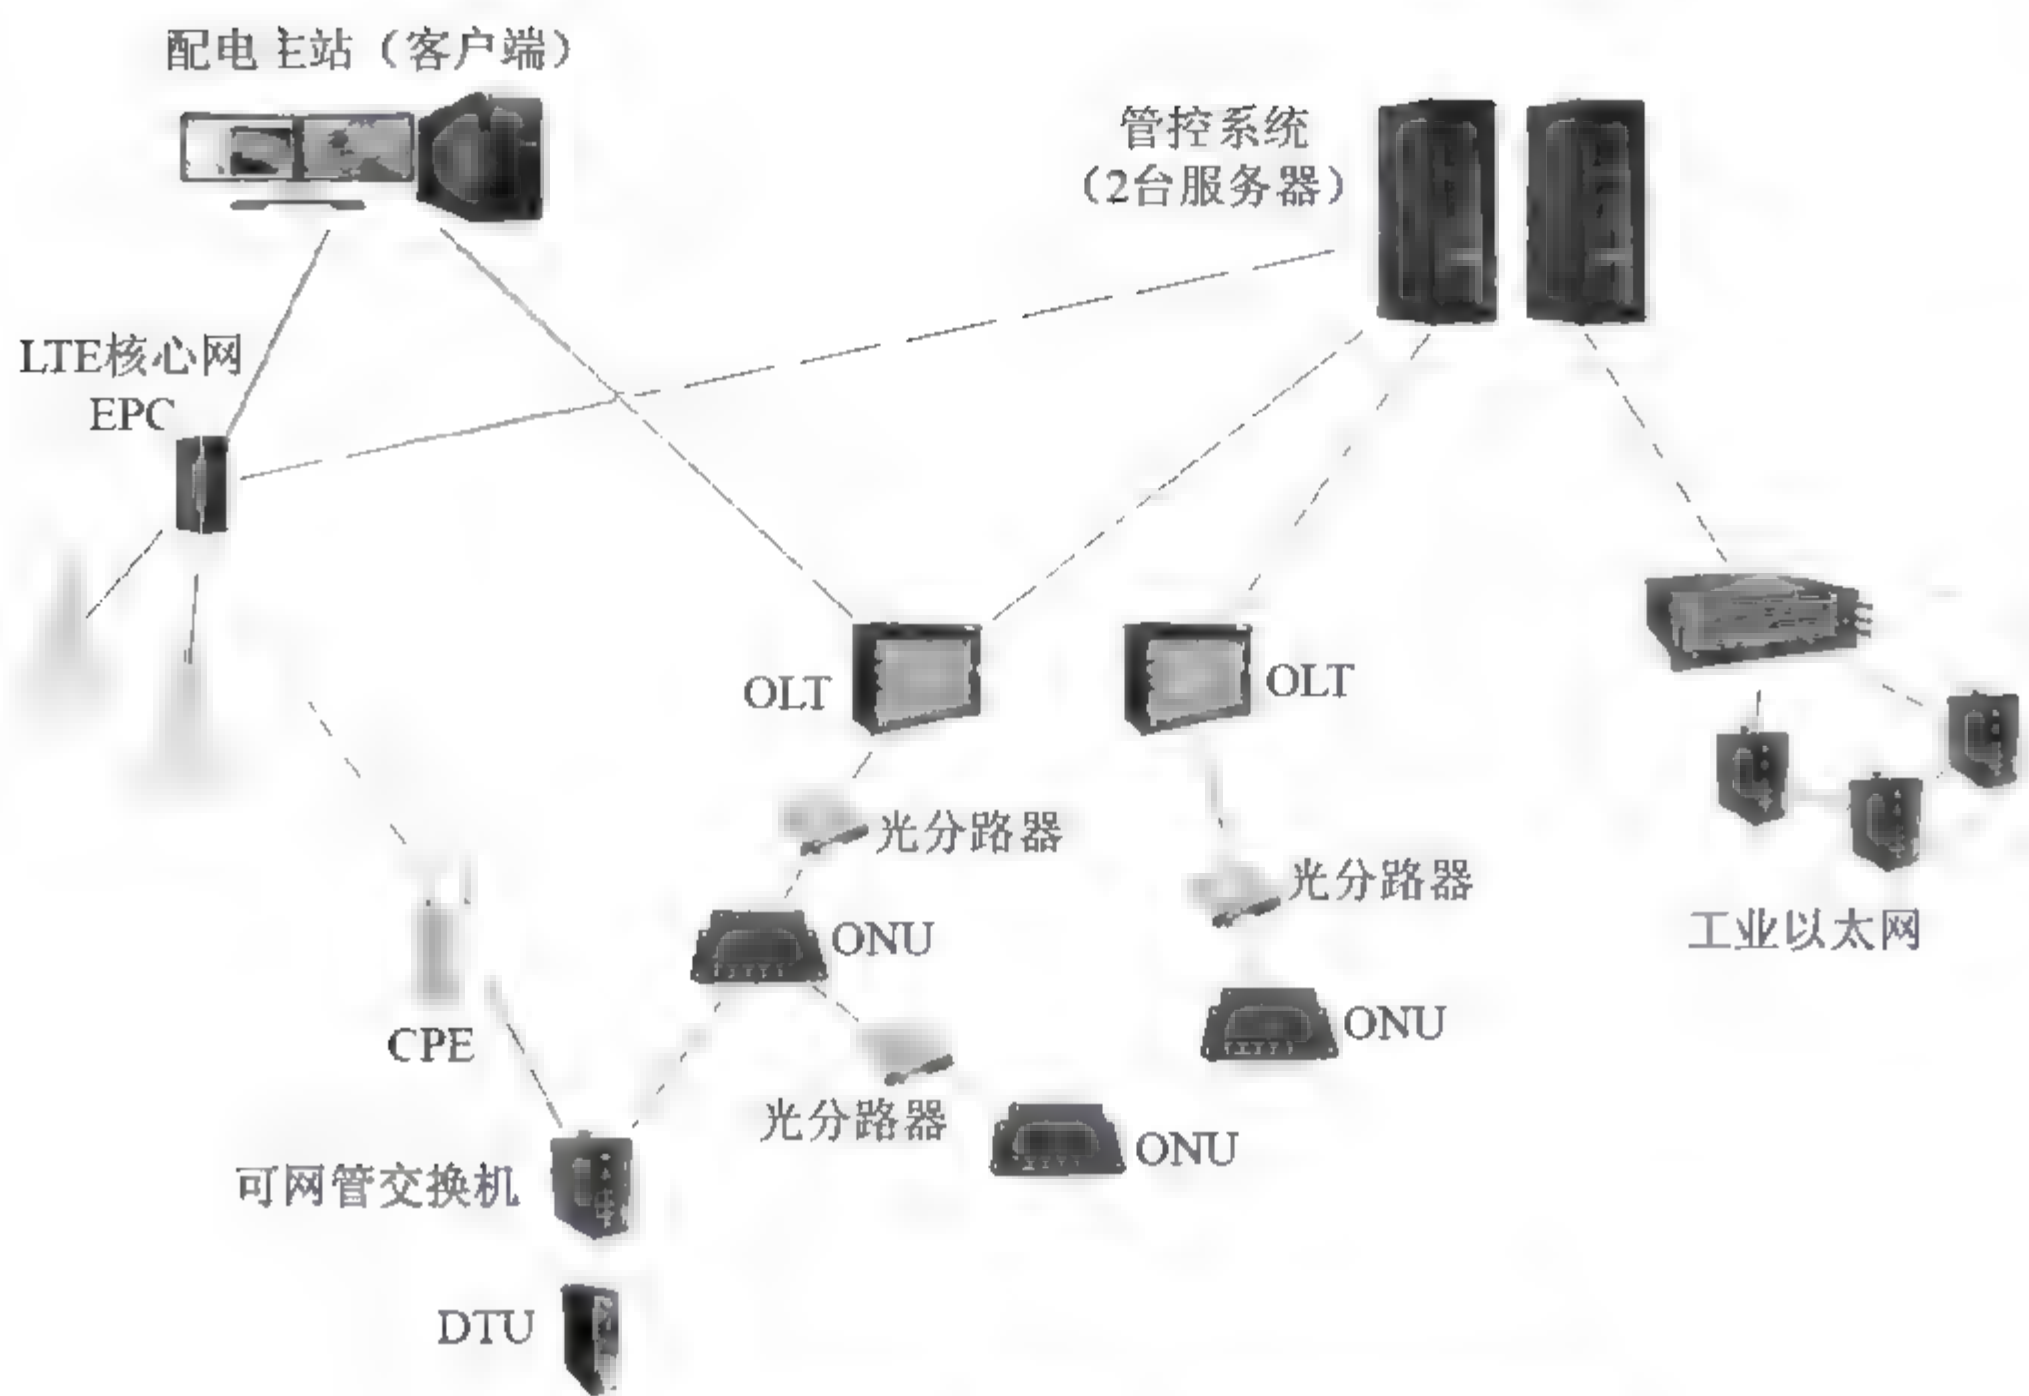 配电主站（客户端）
管控系统
（2台服务器）
LTE核心网
EPC
OLT
OLT
光分路器
光分路器
ONU
工业以太网
ONU
CPE
光分路器
ONU
可网管交换机
DTU